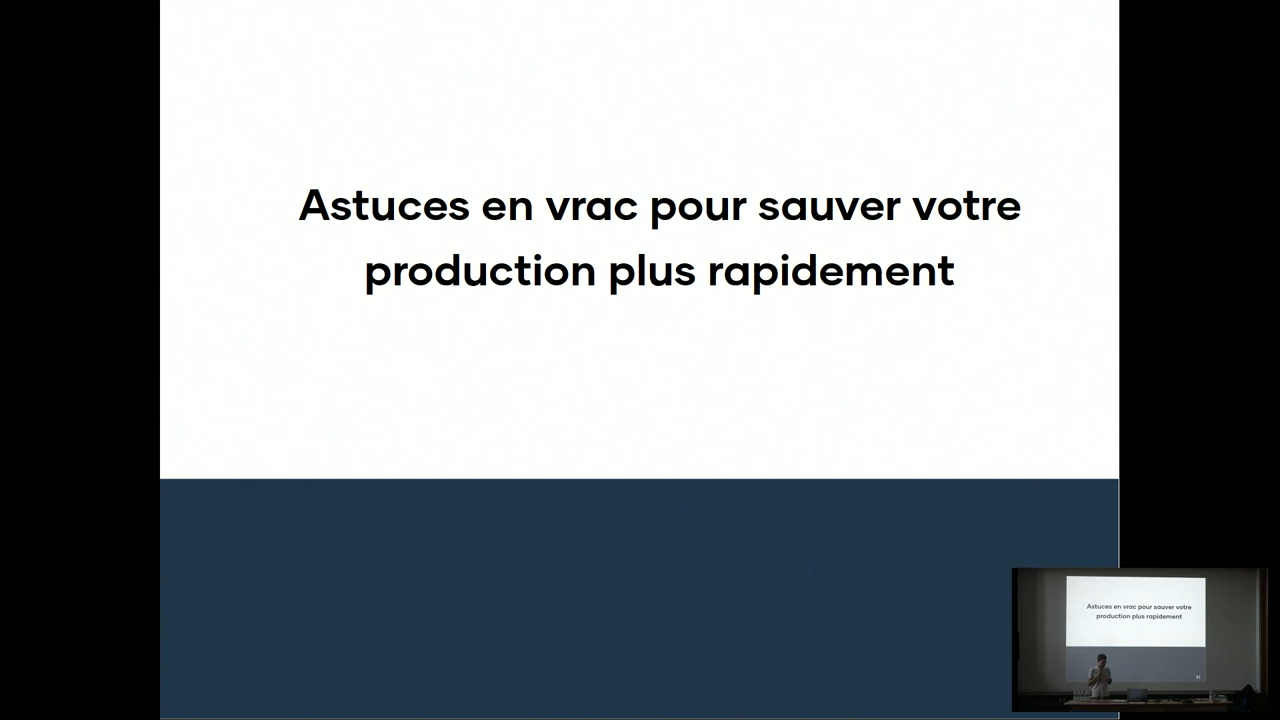 Astuces en vrac pour sauver votre
production plus rapidement
Astuces en vrac pour sauver votre
production plus rapidement